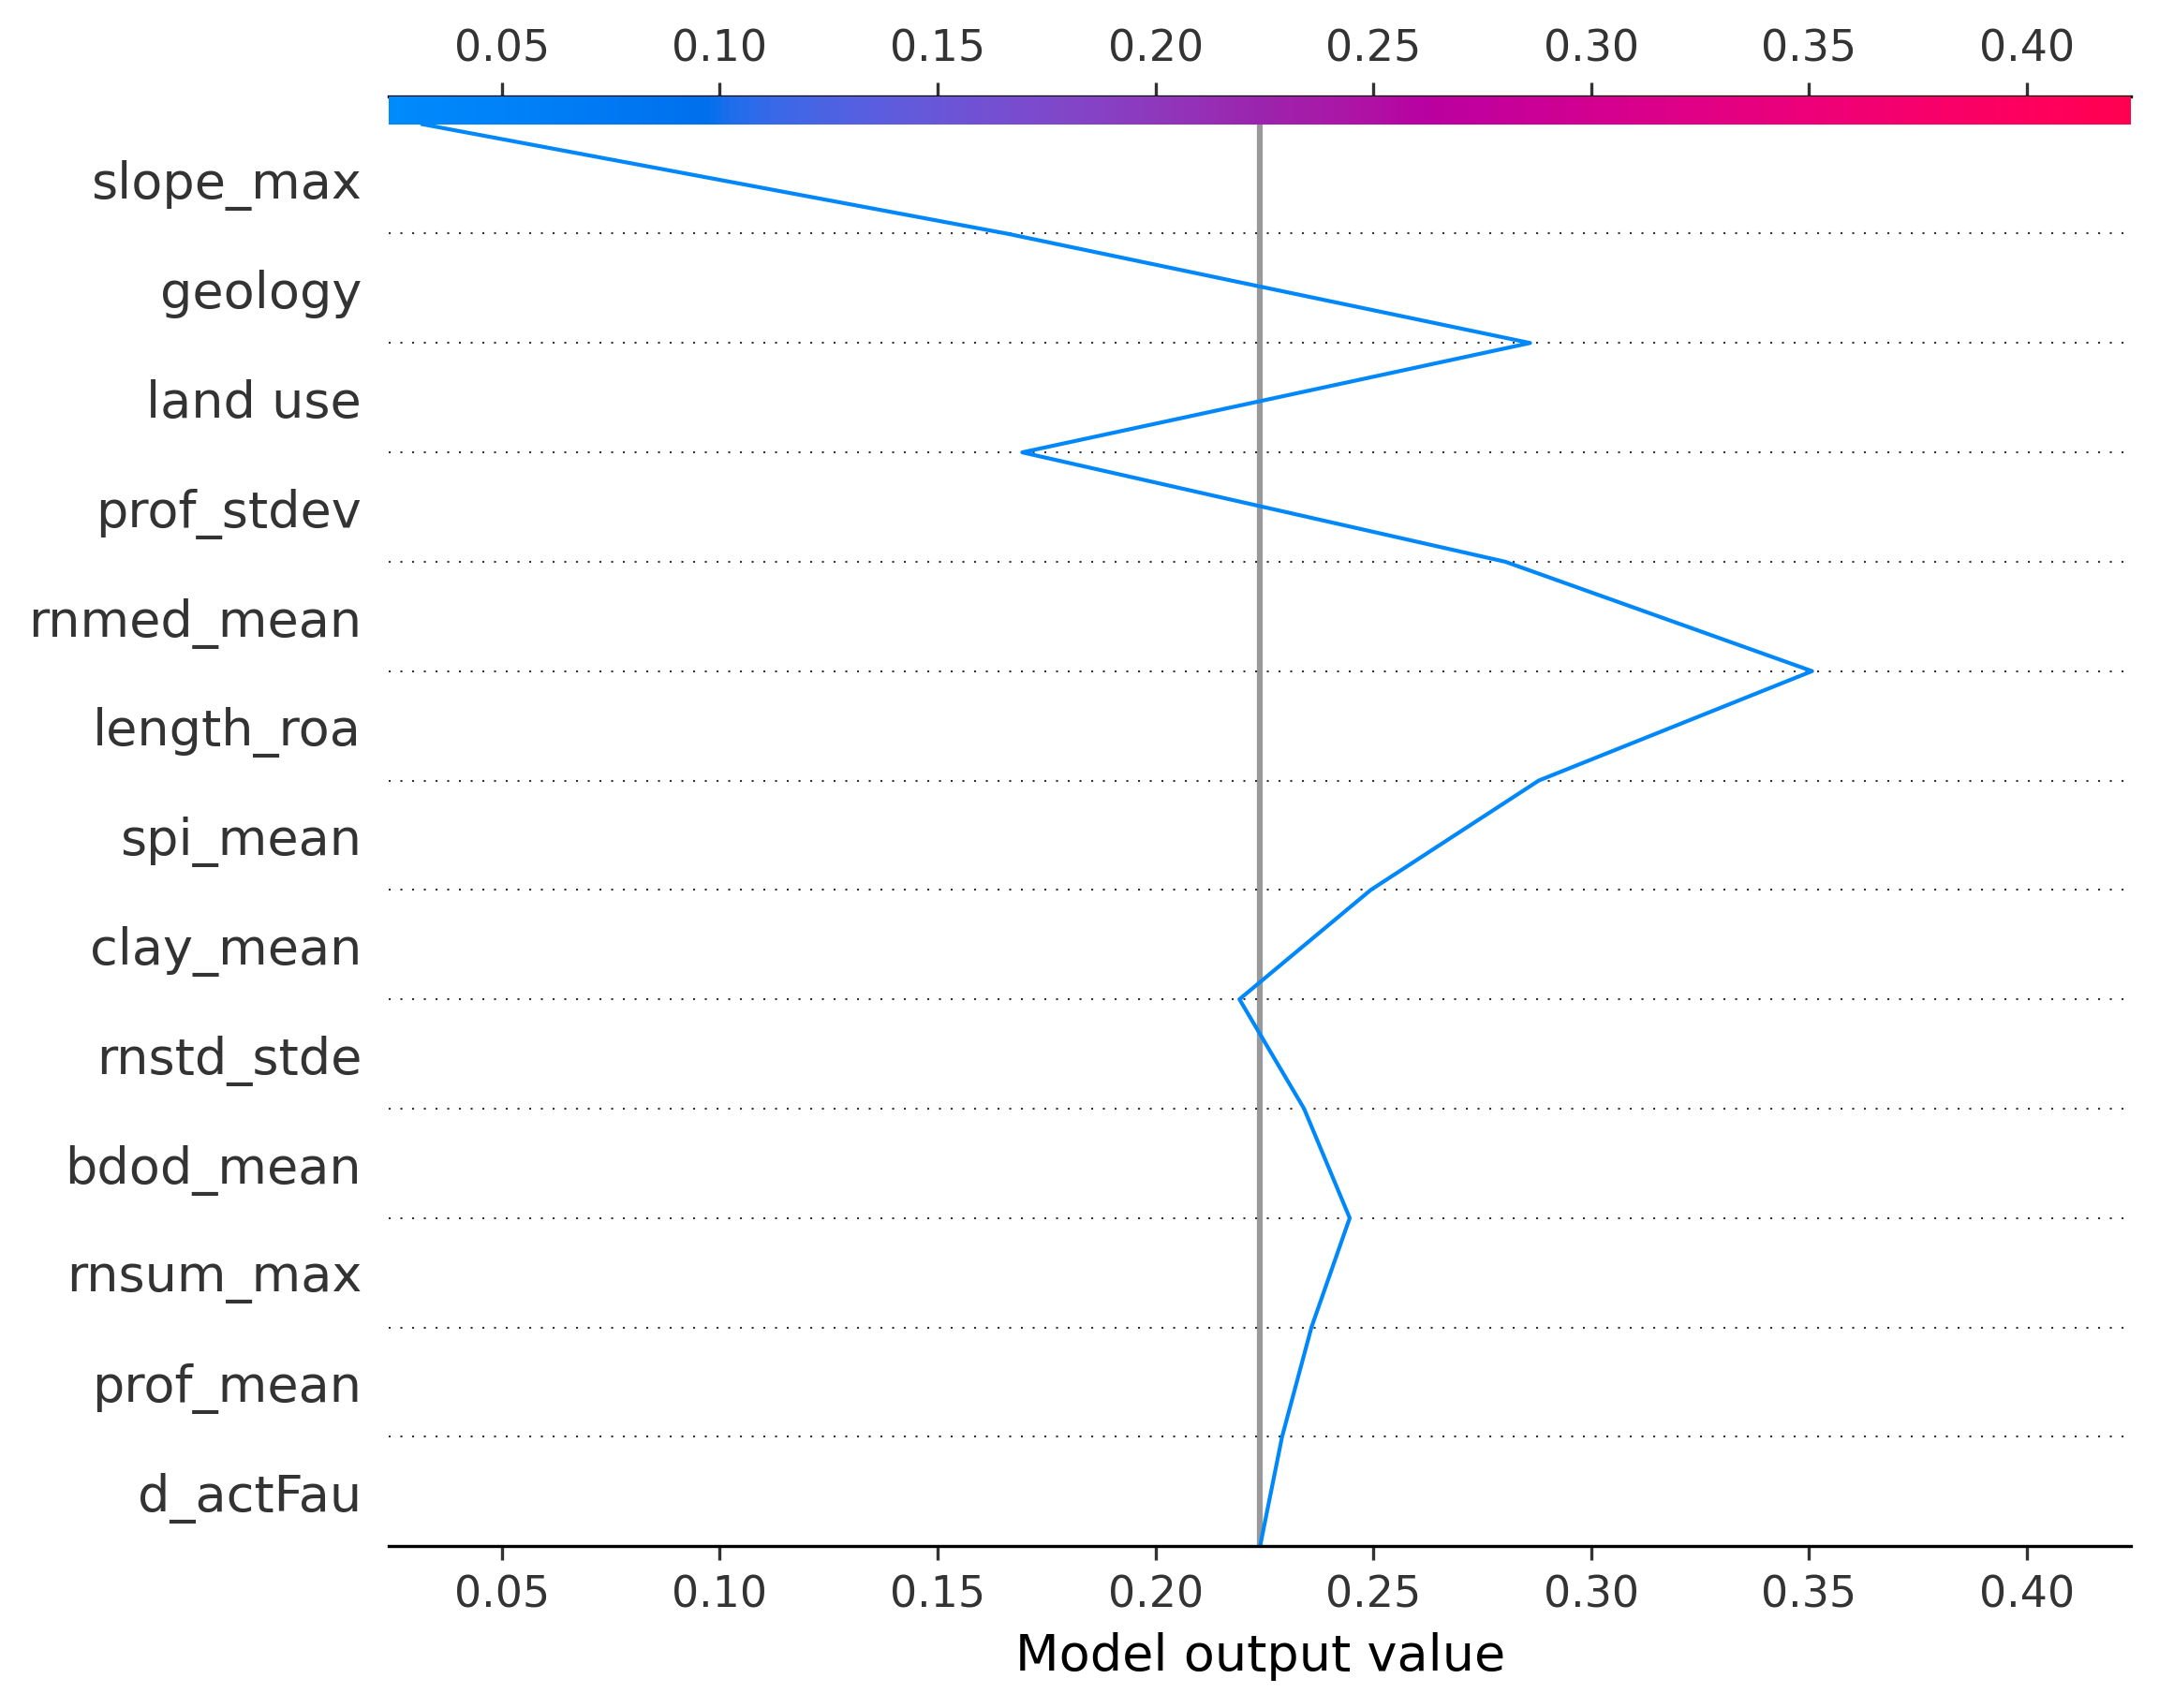 0.05 0.10 0.15 0.20 0.25 0.30 0.35 0.40
slope_max
geology
land use
prof_stdev
rnmed_mean
length_roa
spi_mean
clay_mean
rnstd_stde
bdod_mean
rnsum_max
prof_mean
d_actFau
0.05 0.10 0.15 0.20 0.25 0.30 0.35 0.40
Model output value